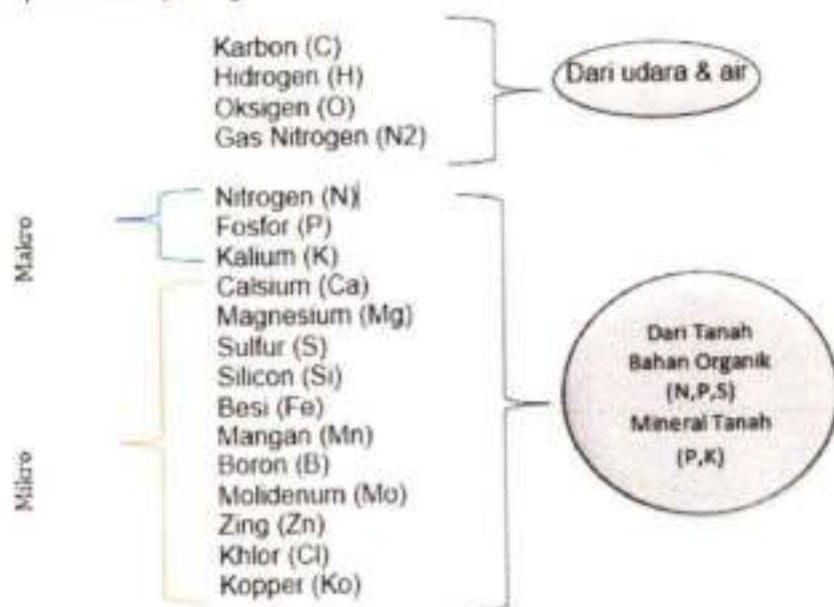 Karbon (C)
Hidrogen (H)
Oksigen (O)
Gas Nitrogen (N2)
Dari udara & air
Makro
Nitrogen (N)
Fosfor (P)
Kalium (K)
Mikro
Calsium (Ca)
Magnesium (Mg)
Sulfur (S)
Silicon (Si)
Besi (Fe)
Mangan (Mn)
Boron (B)
Molidenum (Mo)
Zing (Zn)
Khlor (Cl)
Kopper (Ko)
Dari Tanah
Bahan Organik
(N,P,S)
Mineral Tanah
(P,K)